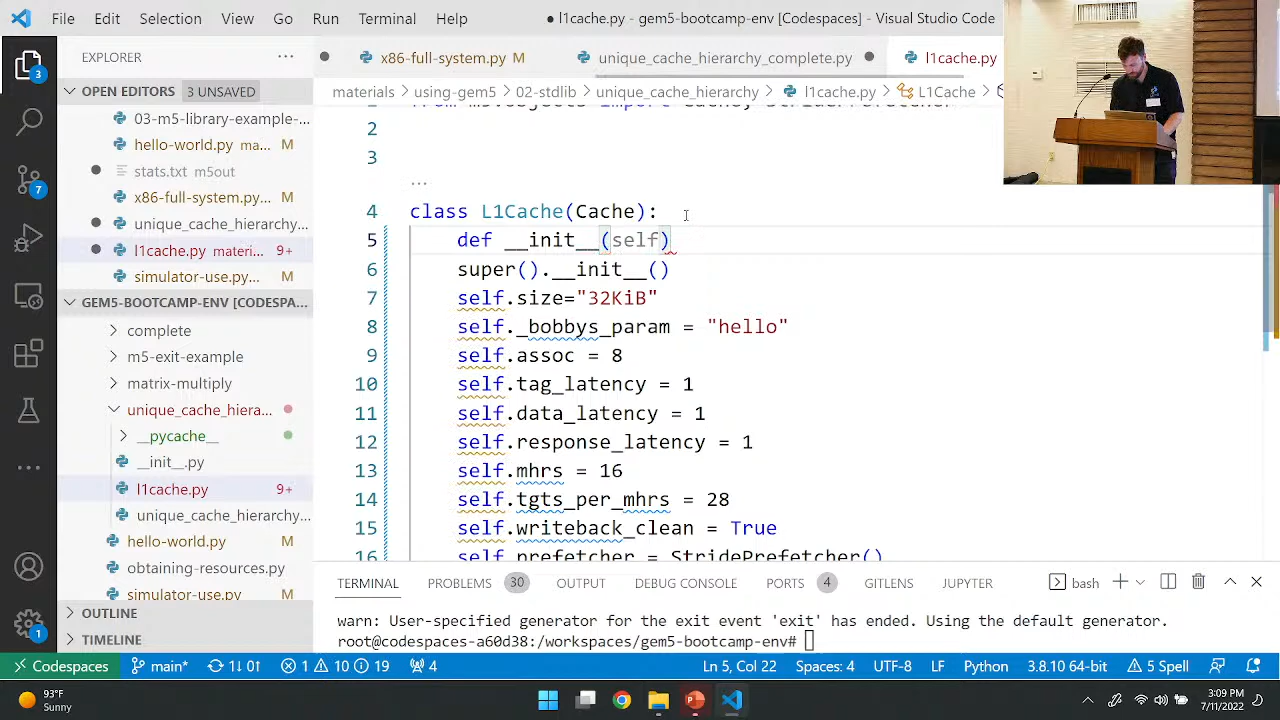 File Edit Selection View Go Run Terminal Help
● l1cache.py - gem5-bootcamp-env [Codespaces] - Visual Studio Code
EXPLORER ···
x86-full-system.py M
unique_cache_hierarchy_complete.py
l1cache.py
OPEN EDITORS 3 UNSAVED
materials > using-gem5 > 02-stdlib > unique_cache_hierarchy > l1cache.py > L1Cache >
03-m5-library-example-...
hello-world.py ma... M
stats.txt m5out
x86-full-system.py M
unique_cache_hierarchy...
l1cache.py materi... 9+
simulator-use.py M
GEM5-BOOTCAMP-ENV [CODESPA...
complete
m5-exit-example
matrix-multiply
unique_cache_hiera...
__pycache__
__init__.py
l1cache.py 9+
unique_cache_hierarchy...
hello-world.py M
obtaining-resources.py
simulator-use.py M
OUTLINE
TIMELINE
3
7
1
2
3
···
4 class L1Cache(Cache):
5 def __init__(self)
6 super().__init__()
7 self.size="32KiB"
8 self._bobbys_param = "hello"
9 self.assoc = 8
10 self.tag_latency = 1
11 self.data_latency = 1
12 self.response_latency = 1
13 self.mhrs = 16
14 self.tgts_per_mhrs = 28
15 self.writeback_clean = True
16 self.prefetcher = StridePrefetcher()
TERMINAL PROBLEMS 30 OUTPUT DEBUG CONSOLE PORTS 4 GITLENS JUPYTER bash
warn: User-specified generator for the exit event 'exit' has ended. Using the default generator.
root@codespaces-a60d38:/workspaces/gem5-bootcamp-env#
Codespaces main* 1↓ 0↑ 1 10 19 4 Ln 5, Col 22 Spaces: 4 UTF-8 LF Python 3.8.10 64-bit 5 Spell
93°F
Sunny
3:09 PM
7/11/2022